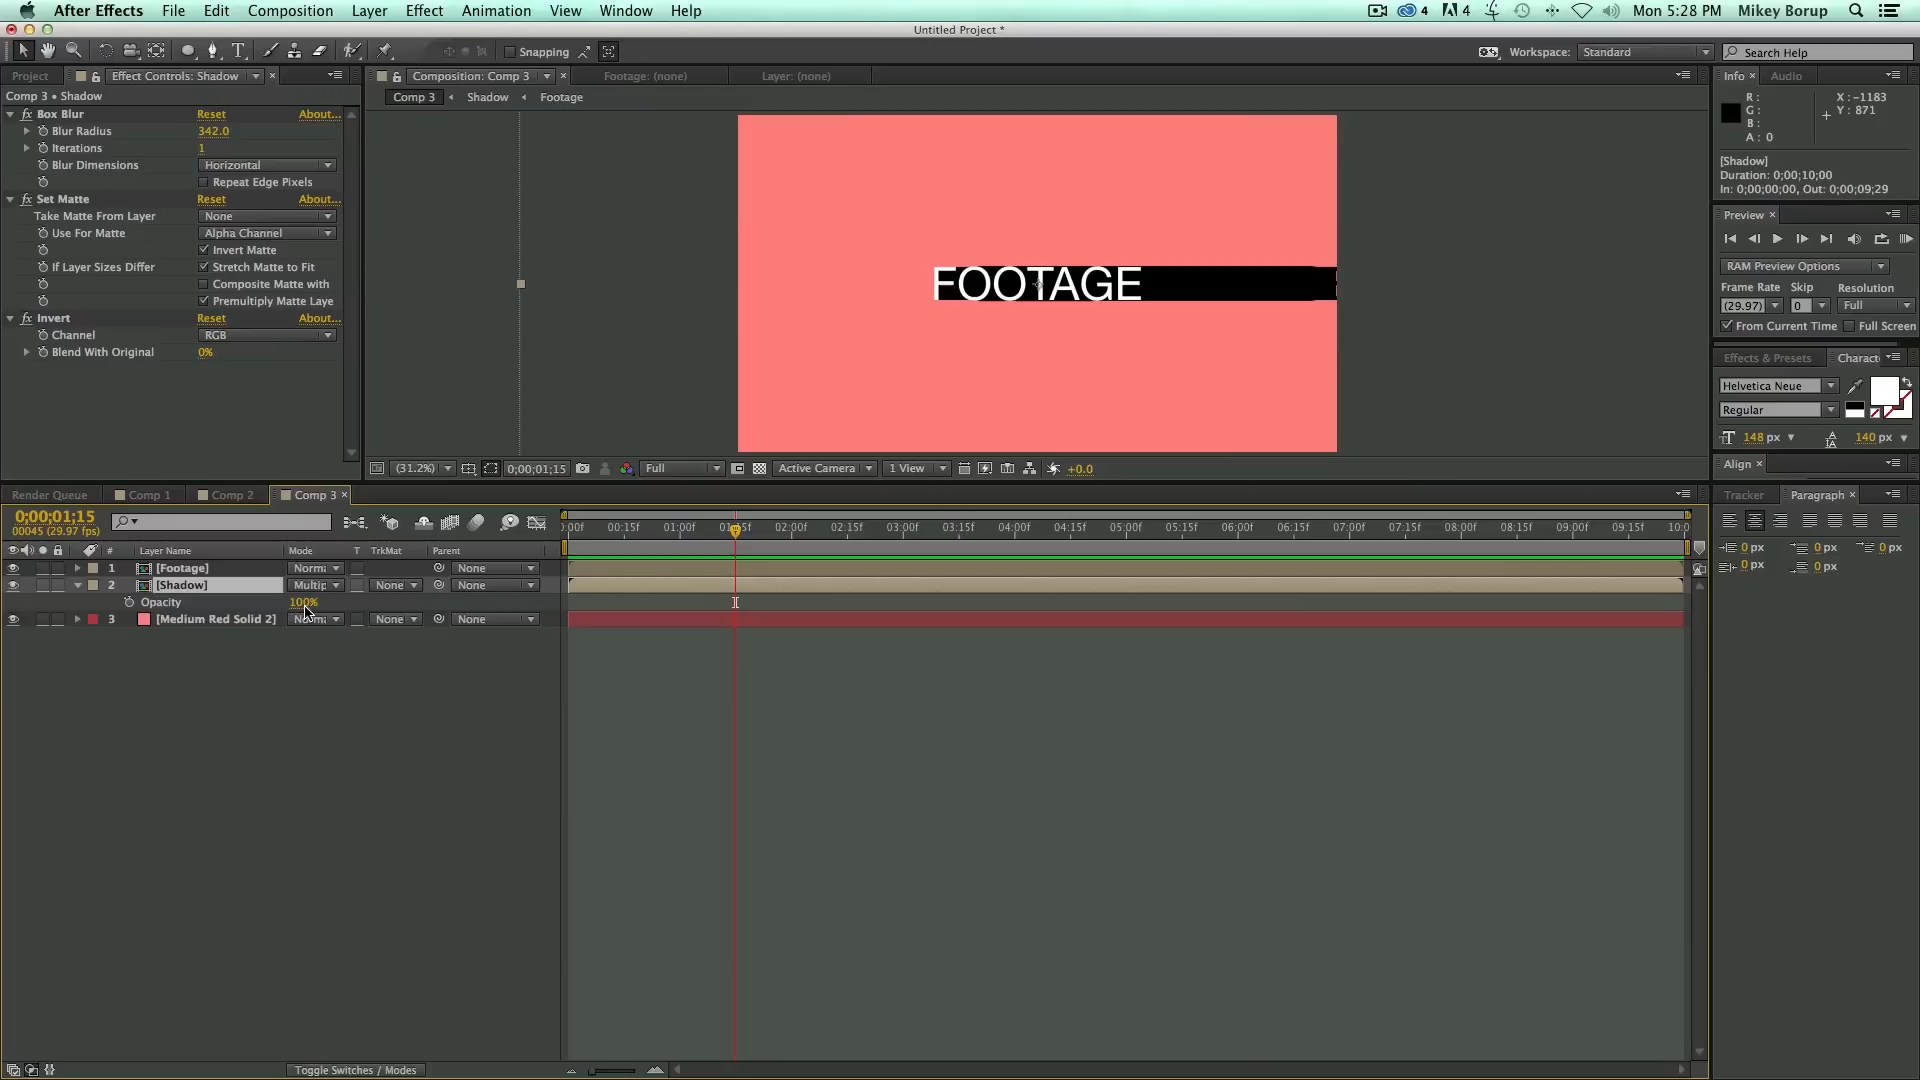 After Effects File Edit Composition Layer Effect Animation View Window Help 4 4 Mon 5:28 PM Mikey Borup
Untitled Project *
Snapping Workspace: Standard Search Help
Project Effect Controls: Shadow Composition: Comp 3 Footage: (none) Layer: (none) Info Audio
Comp 3 • Shadow Comp 3 Shadow Footage
R: G: B: A: 0
X: -1183
Y: 871
[Shadow]
Duration: 0;00;10;00
In: 0;00;00;00, Out: 0;00;09;29
fx Box Blur Reset About...
Blur Radius 342.0
Iterations 1
Blur Dimensions Horizontal
Repeat Edge Pixels
fx Set Matte Reset About...
Take Matte From Layer None
Use For Matte Alpha Channel
Invert Matte
If Layer Sizes Differ Stretch Matte to Fit
Composite Matte with
Premultiply Matte Laye
fx Invert Reset About...
Channel RGB
Blend With Original 0%
FOOTAGE
Preview
RAM Preview Options
Frame Rate Skip Resolution
(29.97) 0 Full
From Current Time Full Screen
Effects & Presets Charact
Helvetica Neue
Regular
148 px 140 px
Align
(31.2%) 0;00;01;15 Full Active Camera 1 View +0.0
Render Queue Comp 1 Comp 2 Comp 3 Tracker Paragraph
0;00;01;15
00045 (29.97 fps)
:00f 00:15f 01:00f 01:15f 02:00f 02:15f 03:00f 03:15f 04:00f 04:15f 05:00f 05:15f 06:00f 06:15f 07:00f 07:15f 08:00f 08:15f 09:00f 09:15f 10:0
# Layer Name Mode T TrkMat Parent
1 [Footage] Norma None
2 [Shadow] Multip None None
Opacity 100%
3 [Medium Red Solid 2] Norma None None
0 px 0 px 0 px
0 px 0 px
Toggle Switches / Modes